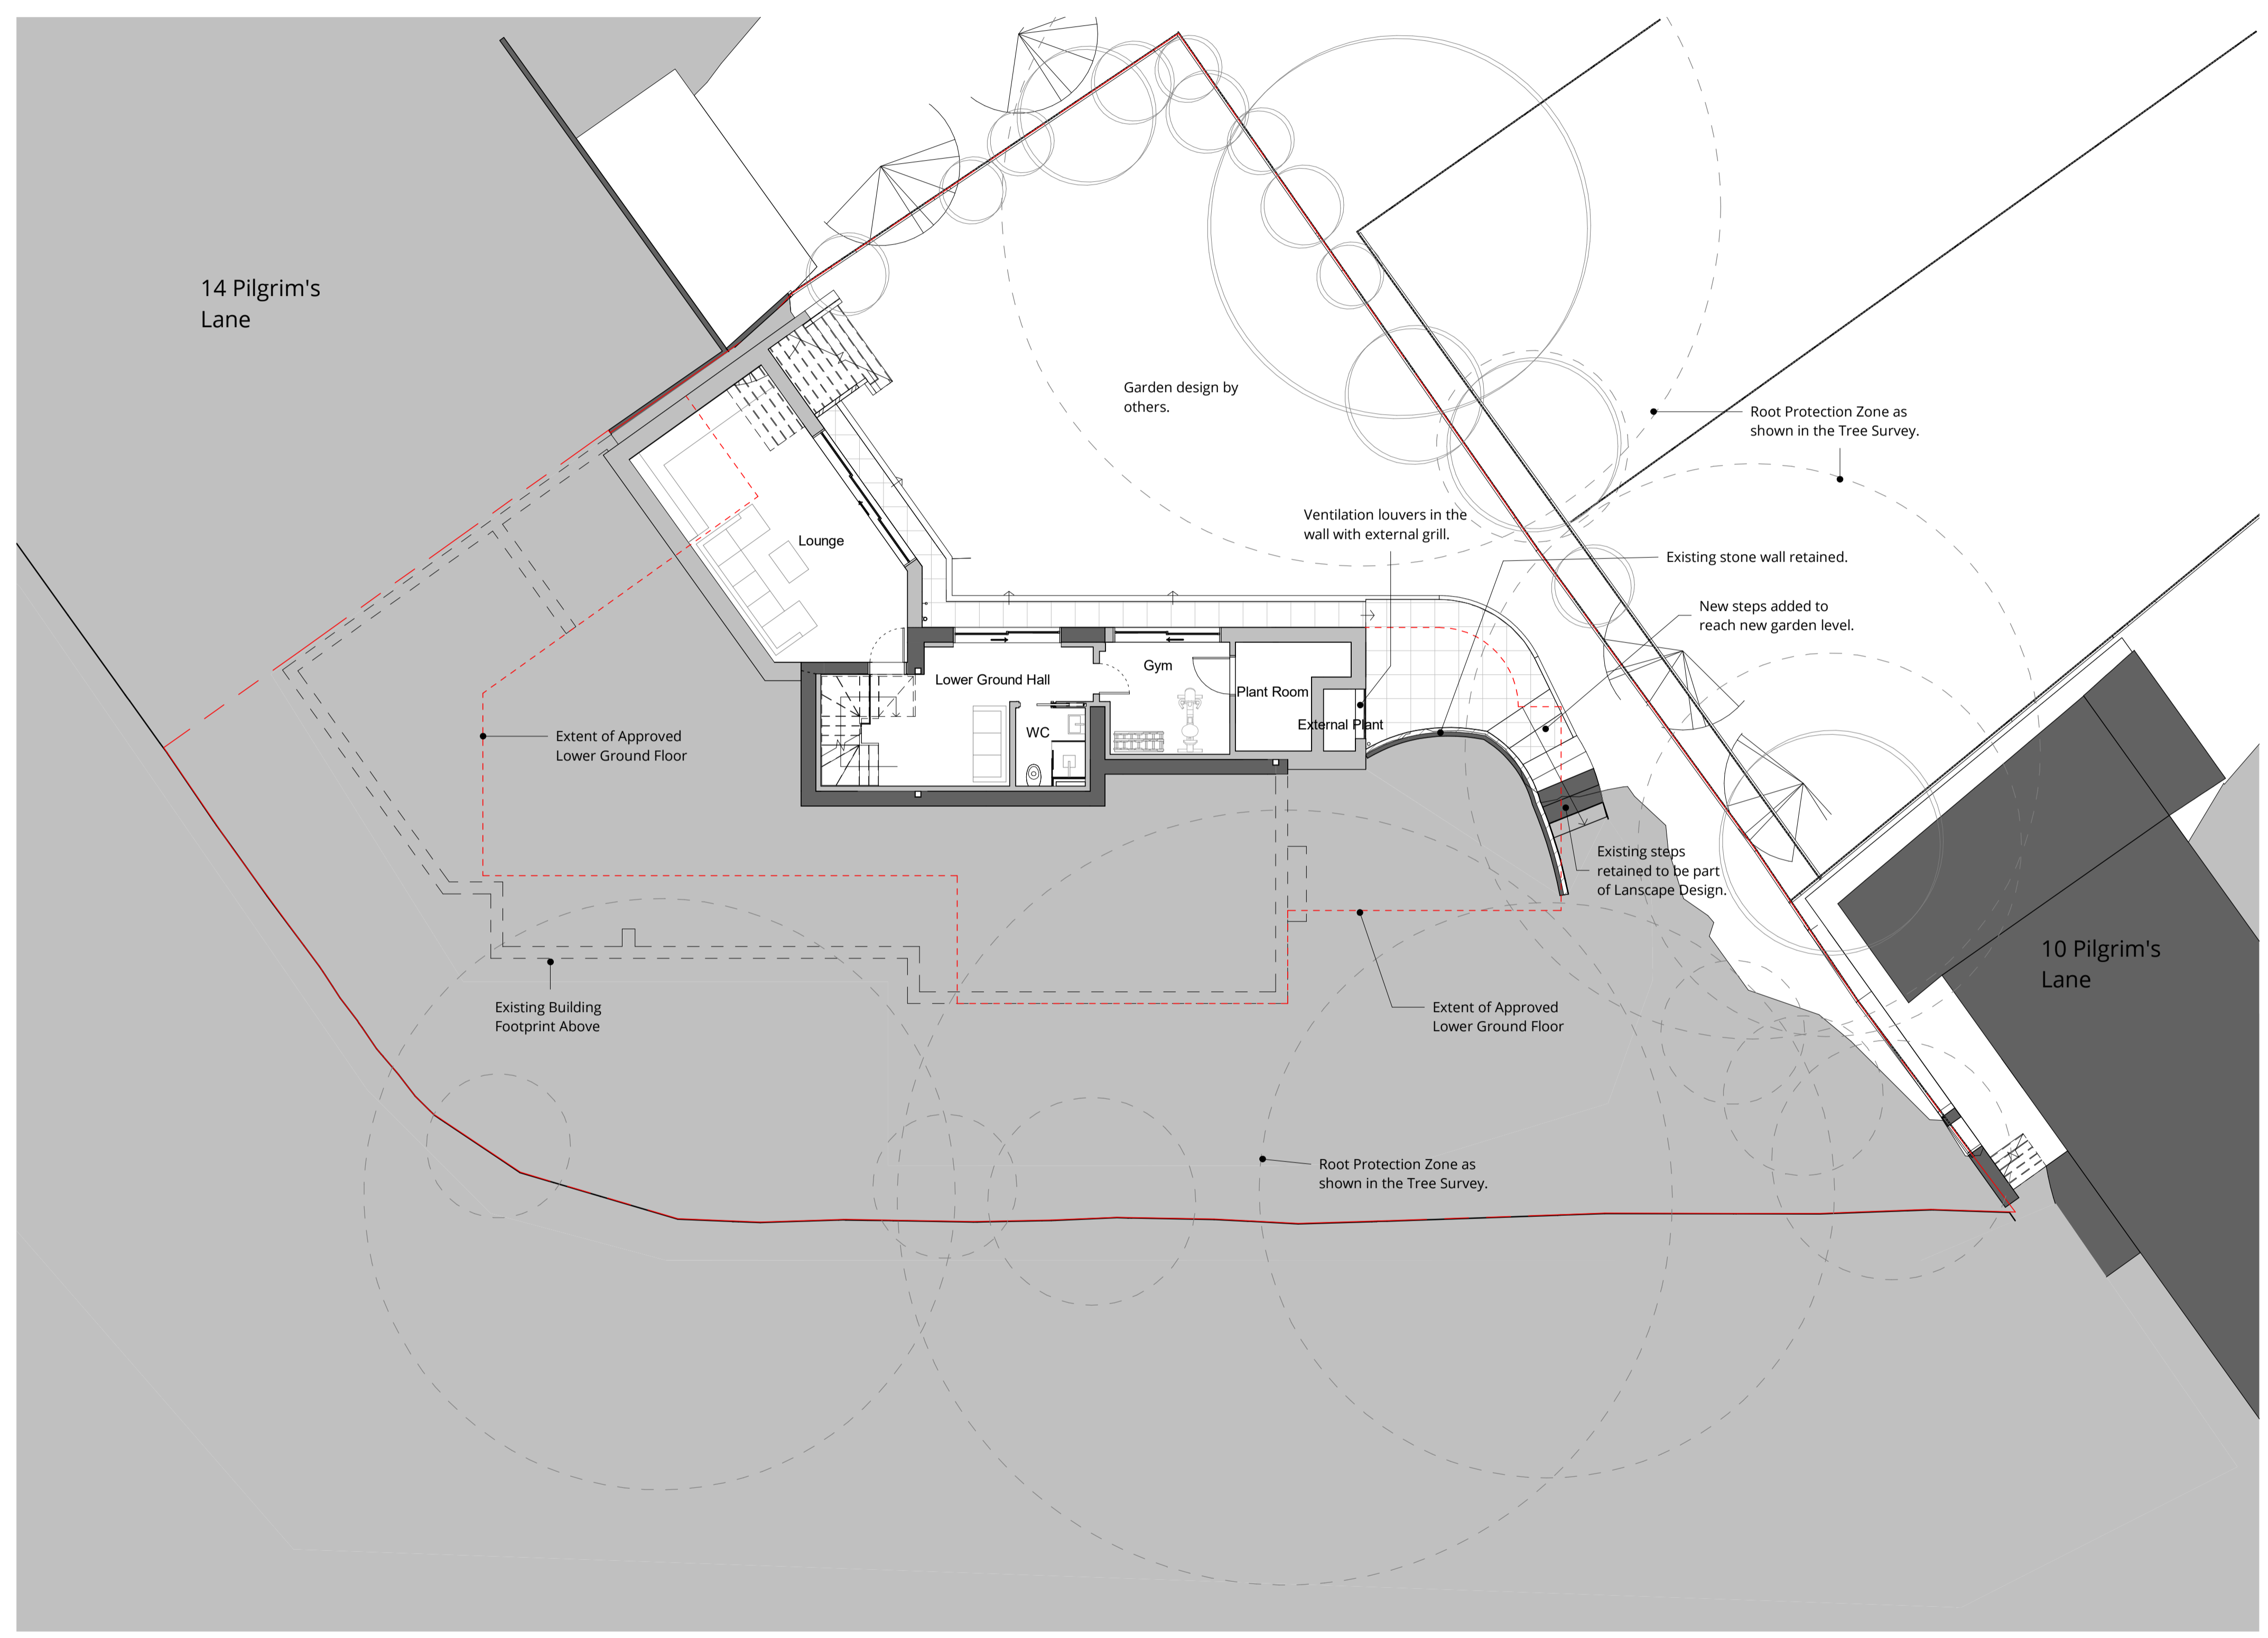 14 Pilgrim's
Lane
Garden design by
others.
Root Protection Zone as
shown in the Tree Survey.
Ventilation louvers in the
wall with external grill.
Lounge
Existing stone wall retained.
New steps added to
reach new garden level.
Gym
Lower Ground Hall
Plant Room
External Plant
WC
Extent of Approved
Lower Ground Floor
Existing steps
retained to be part
of Lanscape Design.
10 Pilgrim's
Lane
Existing Building
Footprint Above
Extent of Approved
Lower Ground Floor
Root Protection Zone as
shown in the Tree Survey.